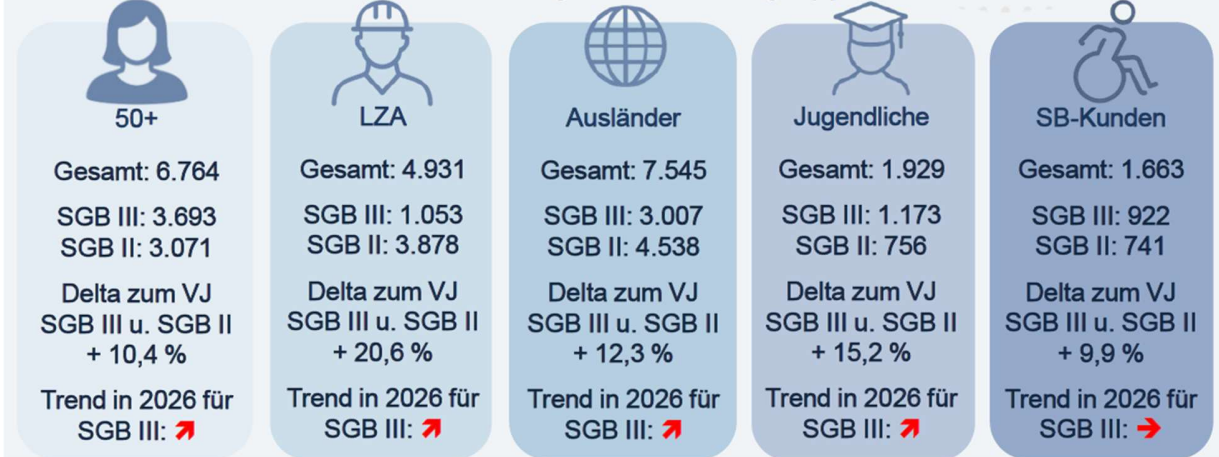 50+
Gesamt: 6.764
SGB III: 3.693
SGB II: 3.071
Delta zum VJ
SGB III u. SGB II
+ 10,4 %
Trend in 2026 für
SGB III:
LZA
Gesamt: 4.931
SGB III: 1.053
SGB II: 3.878
Delta zum VJ
SGB III u. SGB II
+ 20,6 %
Trend in 2026 für
SGB III:
Ausländer
Gesamt: 7.545
SGB III: 3.007
SGB II: 4.538
Delta zum VJ
SGB III u. SGB II
+ 12,3 %
Trend in 2026 für
SGB III:
Jugendliche
Gesamt: 1.929
SGB III: 1.173
SGB II: 756
Delta zum VJ
SGB III u. SGB II
+ 15,2 %
Trend in 2026 für
SGB III:
SB-Kunden
Gesamt: 1.663
SGB III: 922
SGB II: 741
Delta zum VJ
SGB III u. SGB II
+ 9,9 %
Trend in 2026 für
SGB III: